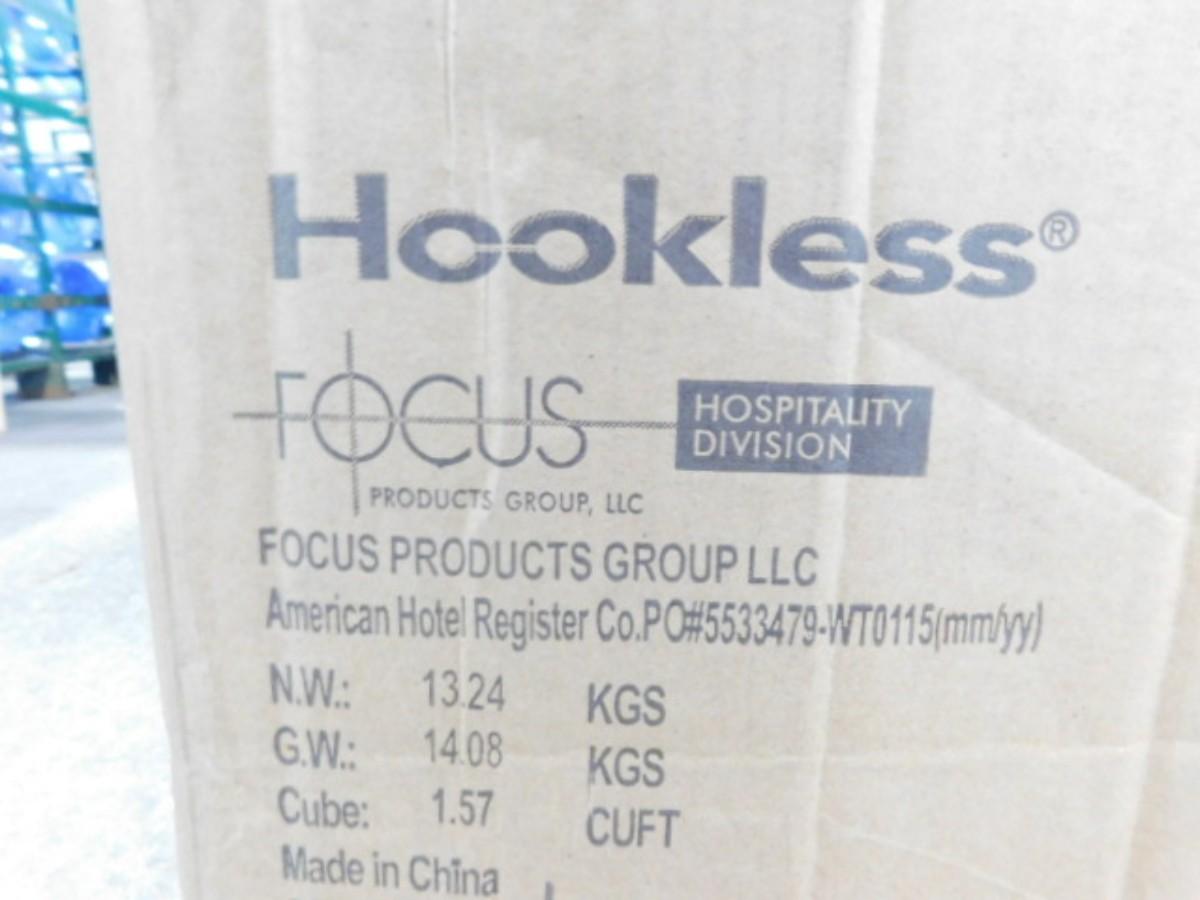 Hookless®
FOCUS
PRODUCTS GROUP, LLC
HOSPITALITY
DIVISION
FOCUS PRODUCTS GROUP LLC
American Hotel Register Co.PO#5533479-WT0115(mm/yy)
N.W.: 13.24 KGS
G.W.: 14.08 KGS
Cube: 1.57 CUFT
Made in China